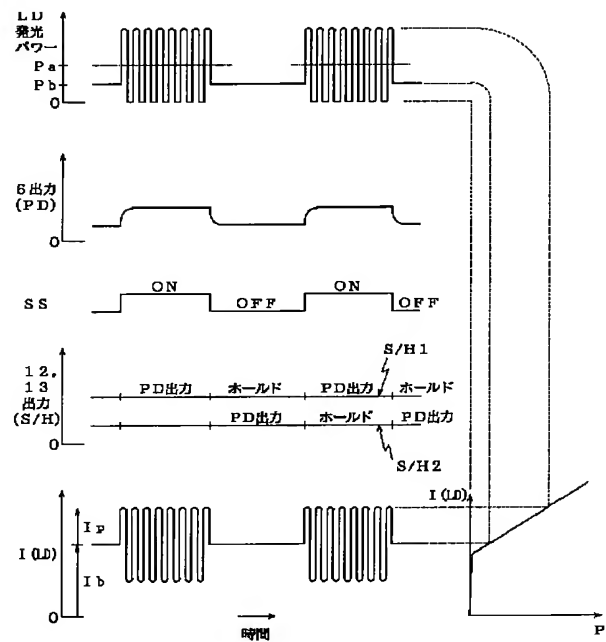 LD
発光
パワー
Pa
Pb
0
6出力
(PD)
0
SS
ON
OFF
ON
OFF
12,
13
出力
(S/H)
0
S/H1
PD出力
ホールド
PD出力
ホールド
PD出力
ホールド
PD出力
S/H2
I(LD)
Ip
Ib
0
時間
I(LD)
P